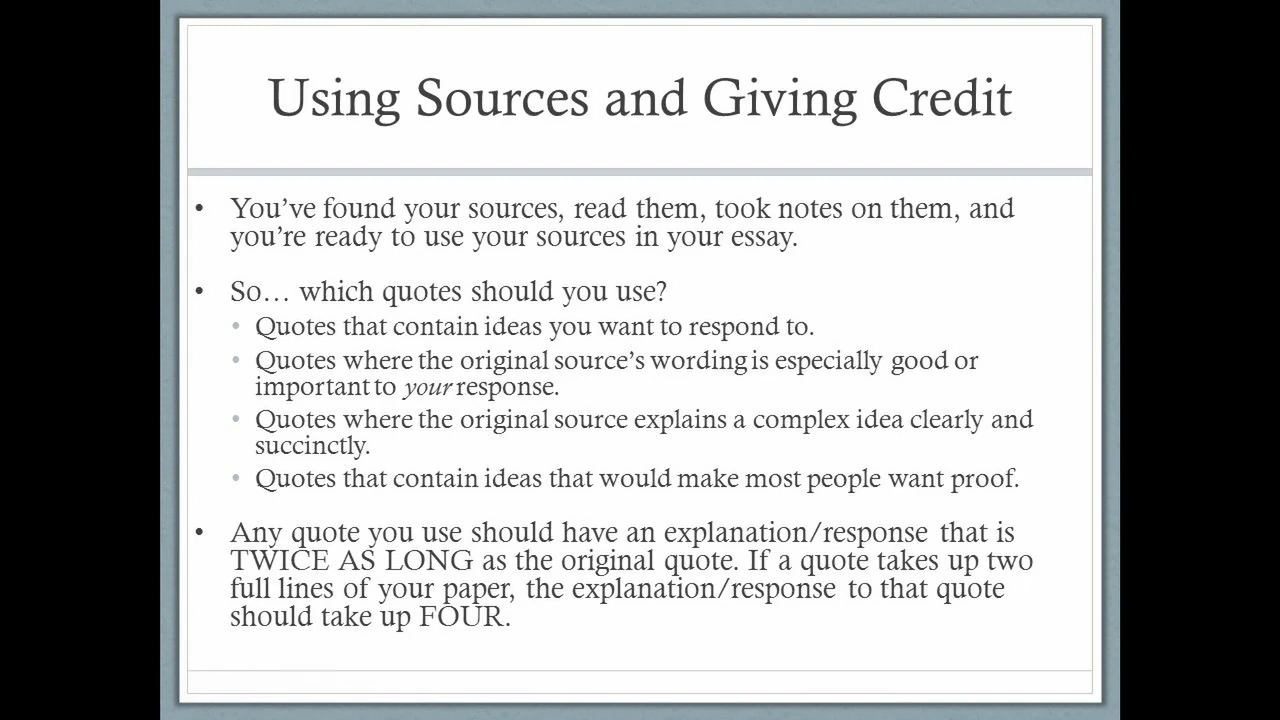 Using Sources and Giving Credit
• You’ve found your sources, read them, took notes on them, and
you’re ready to use your sources in your essay.
• So… which quotes should you use?
• Quotes that contain ideas you want to respond to.
• Quotes where the original source’s wording is especially good or
important to your response.
• Quotes where the original source explains a complex idea clearly and
succinctly.
• Quotes that contain ideas that would make most people want proof.
• Any quote you use should have an explanation/response that is
TWICE AS LONG as the original quote. If a quote takes up two
full lines of your paper, the explanation/response to that quote
should take up FOUR.